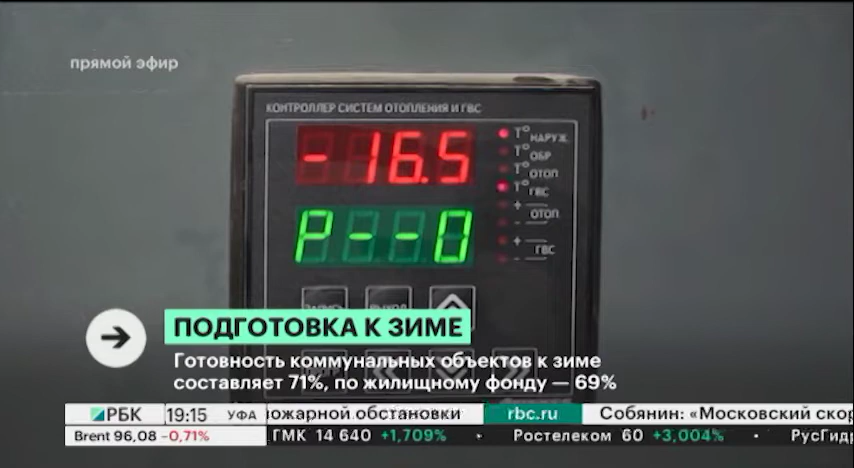 прямой эфир
КОНТРОЛЛЕР СИСТЕМ ОТОПЛЕНИЯ И ГВС
-16.5
T° НАРУЖ.
T° ОБР
T° ОТОП
T° ГВС
P--0
+ ОТОП -
+ ГВС -
ПОДГОТОВКА К ЗИМЕ
Готовность коммунальных объектов к зиме
составляет 71%, по жилищному фонду — 69%
РБК 19:15 УФА пожарной обстановки rbc.ru Собянин: «Московский скор
Brent 96,08 -0,71% ГМК 14 640 +1,709% • Ростелеком 60 +3,004% • РусГидр